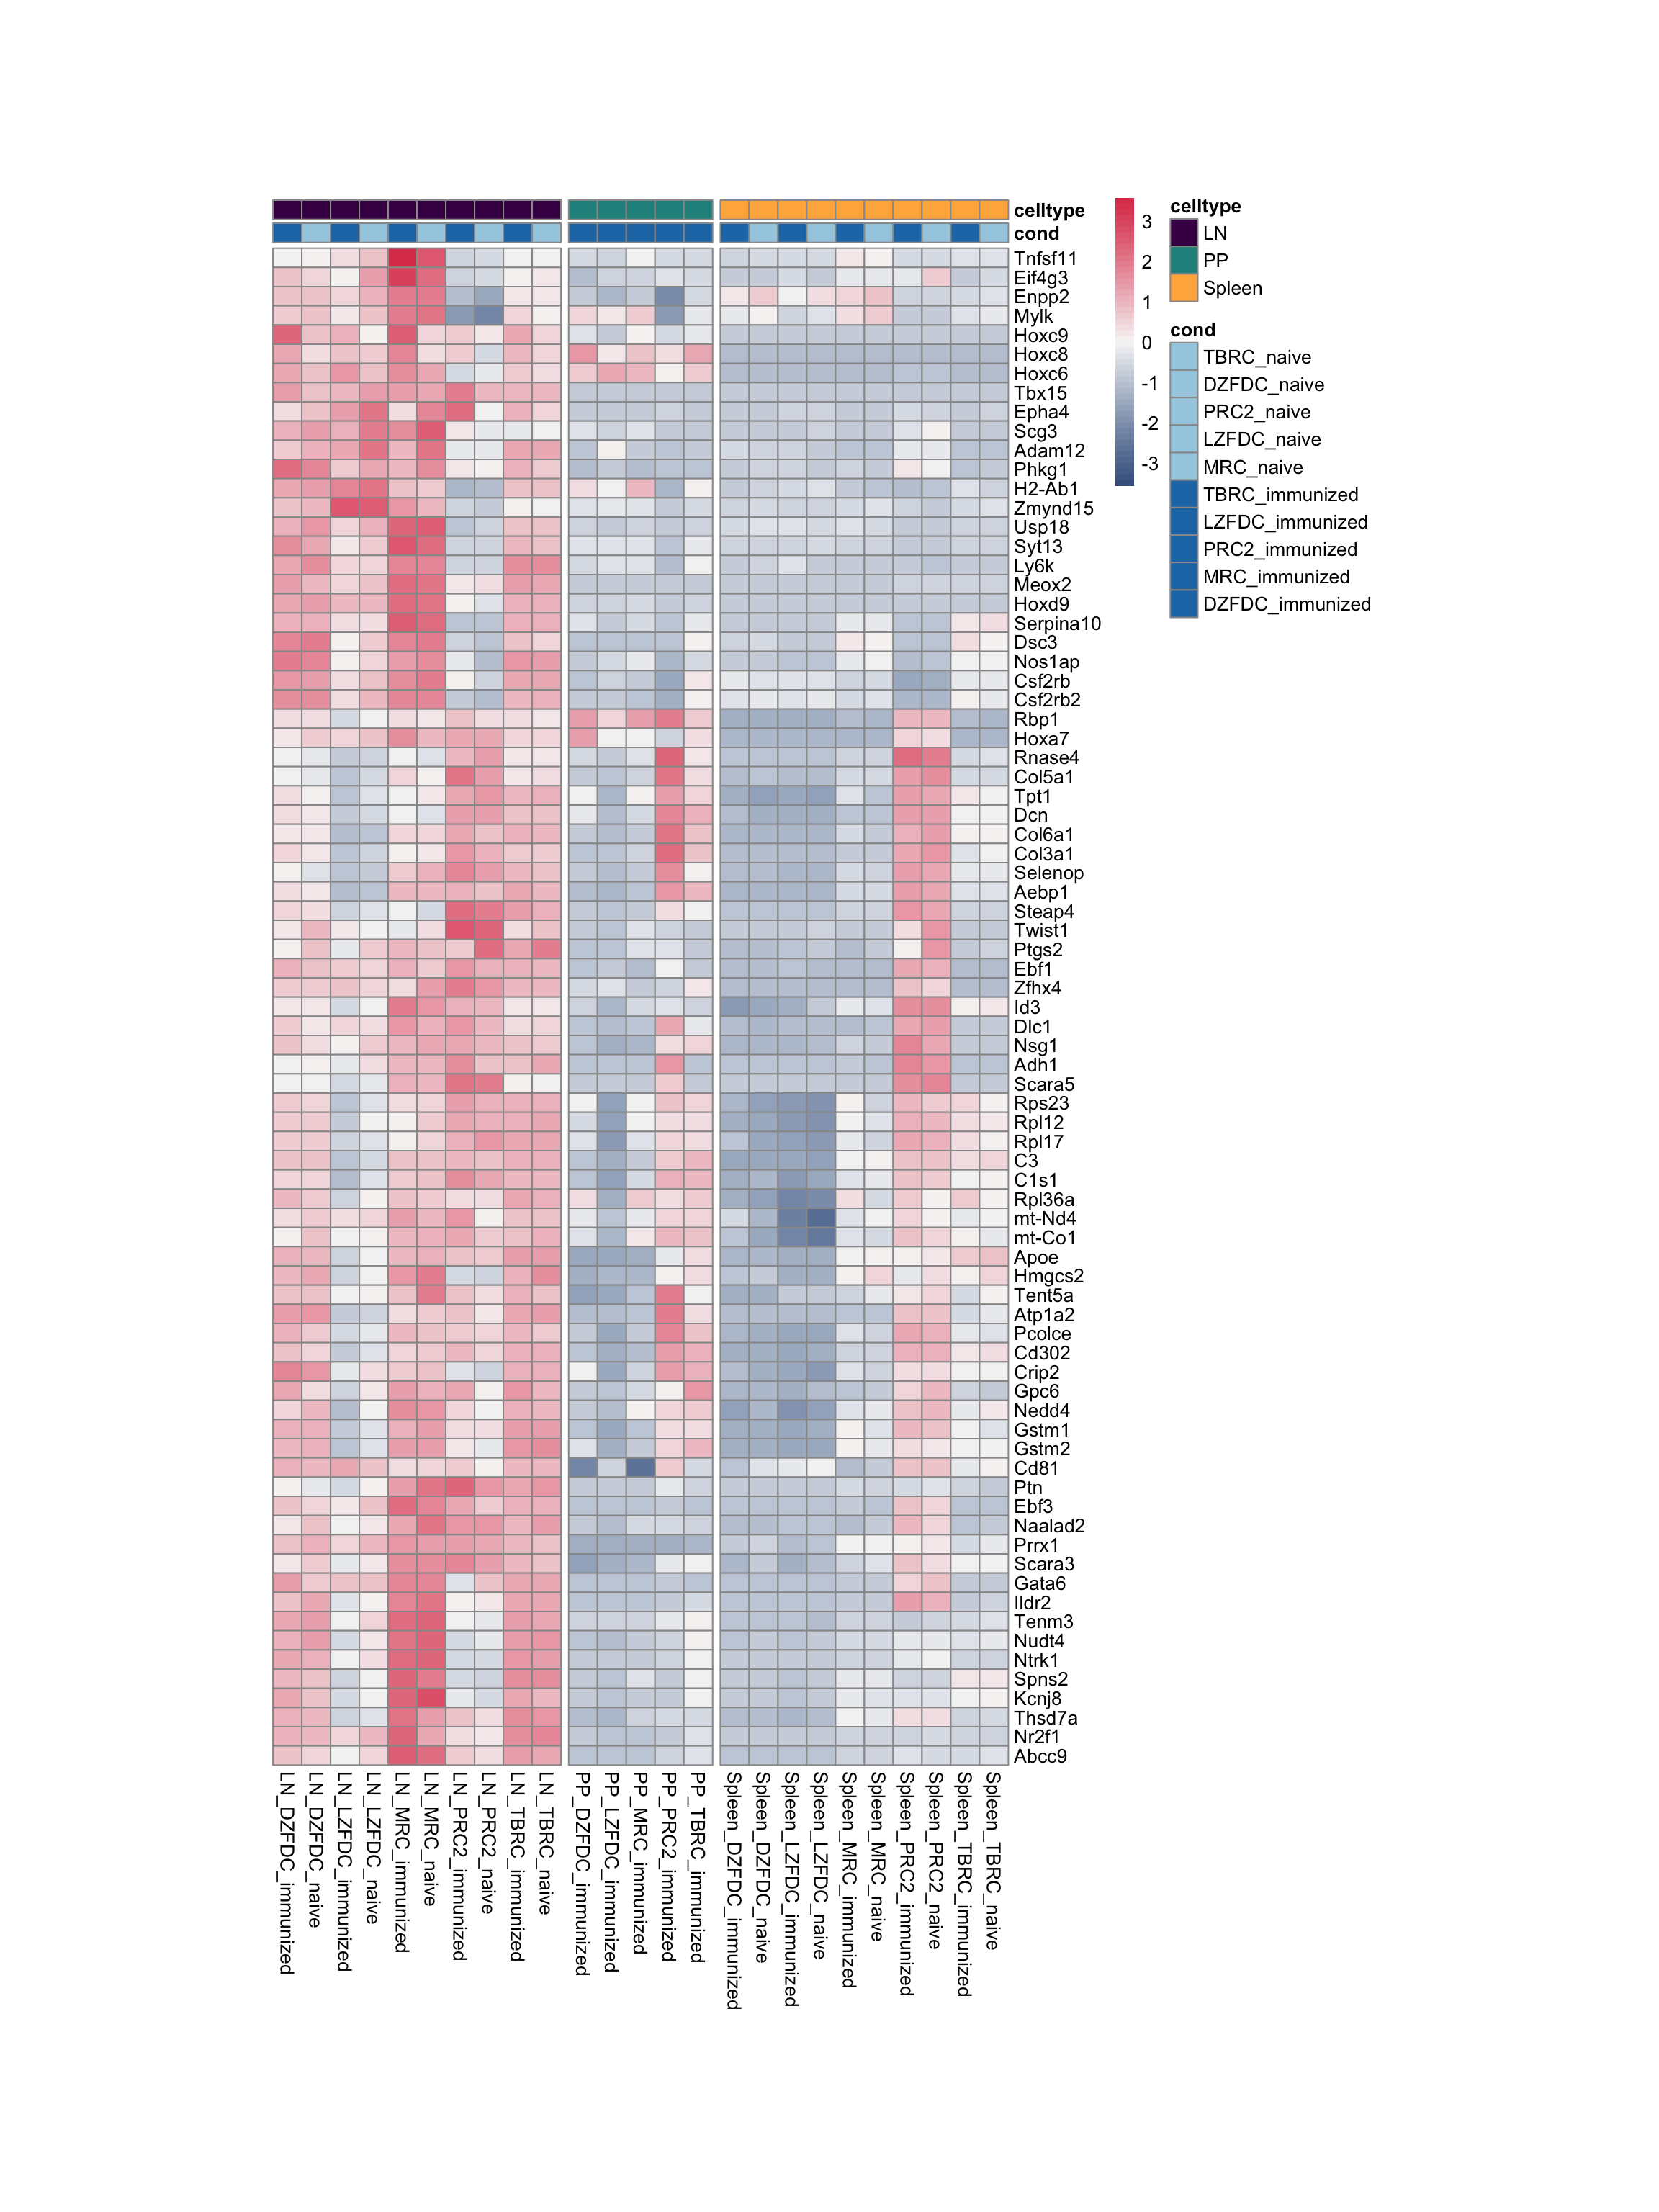 celltype
cond
Tnfsf11
Eif4g3
Enpp2
Mylk
Hoxc9
Hoxc8
Hoxc6
Tbx15
Epha4
Scg3
Adam12
Phkg1
H2-Ab1
Zmynd15
Usp18
Syt13
Ly6k
Meox2
Hoxd9
Serpina10
Dsc3
Nos1ap
Csf2rb
Csf2rb2
Rbp1
Hoxa7
Rnase4
Col5a1
Tpt1
Dcn
Col6a1
Col3a1
Selenop
Aebp1
Steap4
Twist1
Ptgs2
Ebf1
Zfhx4
Id3
Dlc1
Nsg1
Adh1
Scara5
Rps23
Rpl12
Rpl17
C3
C1s1
Rpl36a
mt-Nd4
mt-Co1
Apoe
Hmgcs2
Tent5a
Atp1a2
Pcolce
Cd302
Crip2
Gpc6
Nedd4
Gstm1
Gstm2
Cd81
Ptn
Ebf3
Naalad2
Prrx1
Scara3
Gata6
Ildr2
Tenm3
Nudt4
Ntrk1
Spns2
Kcnj8
Thsd7a
Nr2f1
Abcc9
LN_DZFDC_immunized
LN_DZFDC_naive
LN_LZFDC_immunized
LN_LZFDC_naive
LN_MRC_immunized
LN_MRC_naive
LN_PRC2_immunized
LN_PRC2_naive
LN_TBRC_immunized
LN_TBRC_naive
PP_DZFDC_immunized
PP_LZFDC_immunized
PP_MRC_immunized
PP_PRC2_immunized
PP_TBRC_immunized
Spleen_DZFDC_immunized
Spleen_DZFDC_naive
Spleen_LZFDC_immunized
Spleen_LZFDC_naive
Spleen_MRC_immunized
Spleen_MRC_naive
Spleen_PRC2_immunized
Spleen_PRC2_naive
Spleen_TBRC_immunized
Spleen_TBRC_naive
3
2
1
0
-1
-2
-3
celltype
LN
PP
Spleen
cond
TBRC_naive
DZFDC_naive
PRC2_naive
LZFDC_naive
MRC_naive
TBRC_immunized
LZFDC_immunized
PRC2_immunized
MRC_immunized
DZFDC_immunized